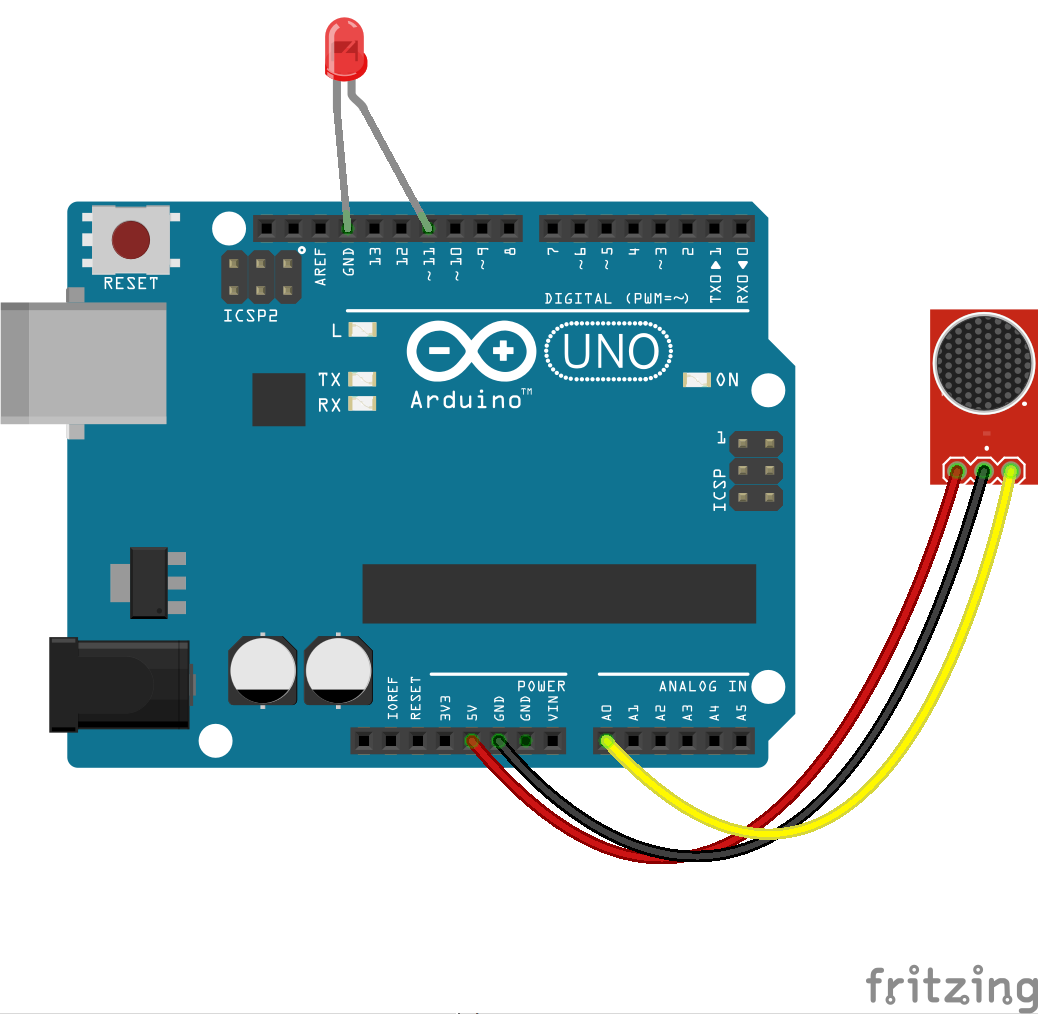 RESET
ICSP2
AREF
GND
13
12
~11
~10
~9
8
7
~6
~5
4
~3
2
TX0▶1
RX0◀0
DIGITAL (PWM=~)
L
TX
RX
UNO
Arduino™
ON
1
ICSP
POWER
ANALOG IN
IOREF
RESET
3V3
5V
GND
GND
VIN
A0
A1
A2
A3
A4
A5
fritzing